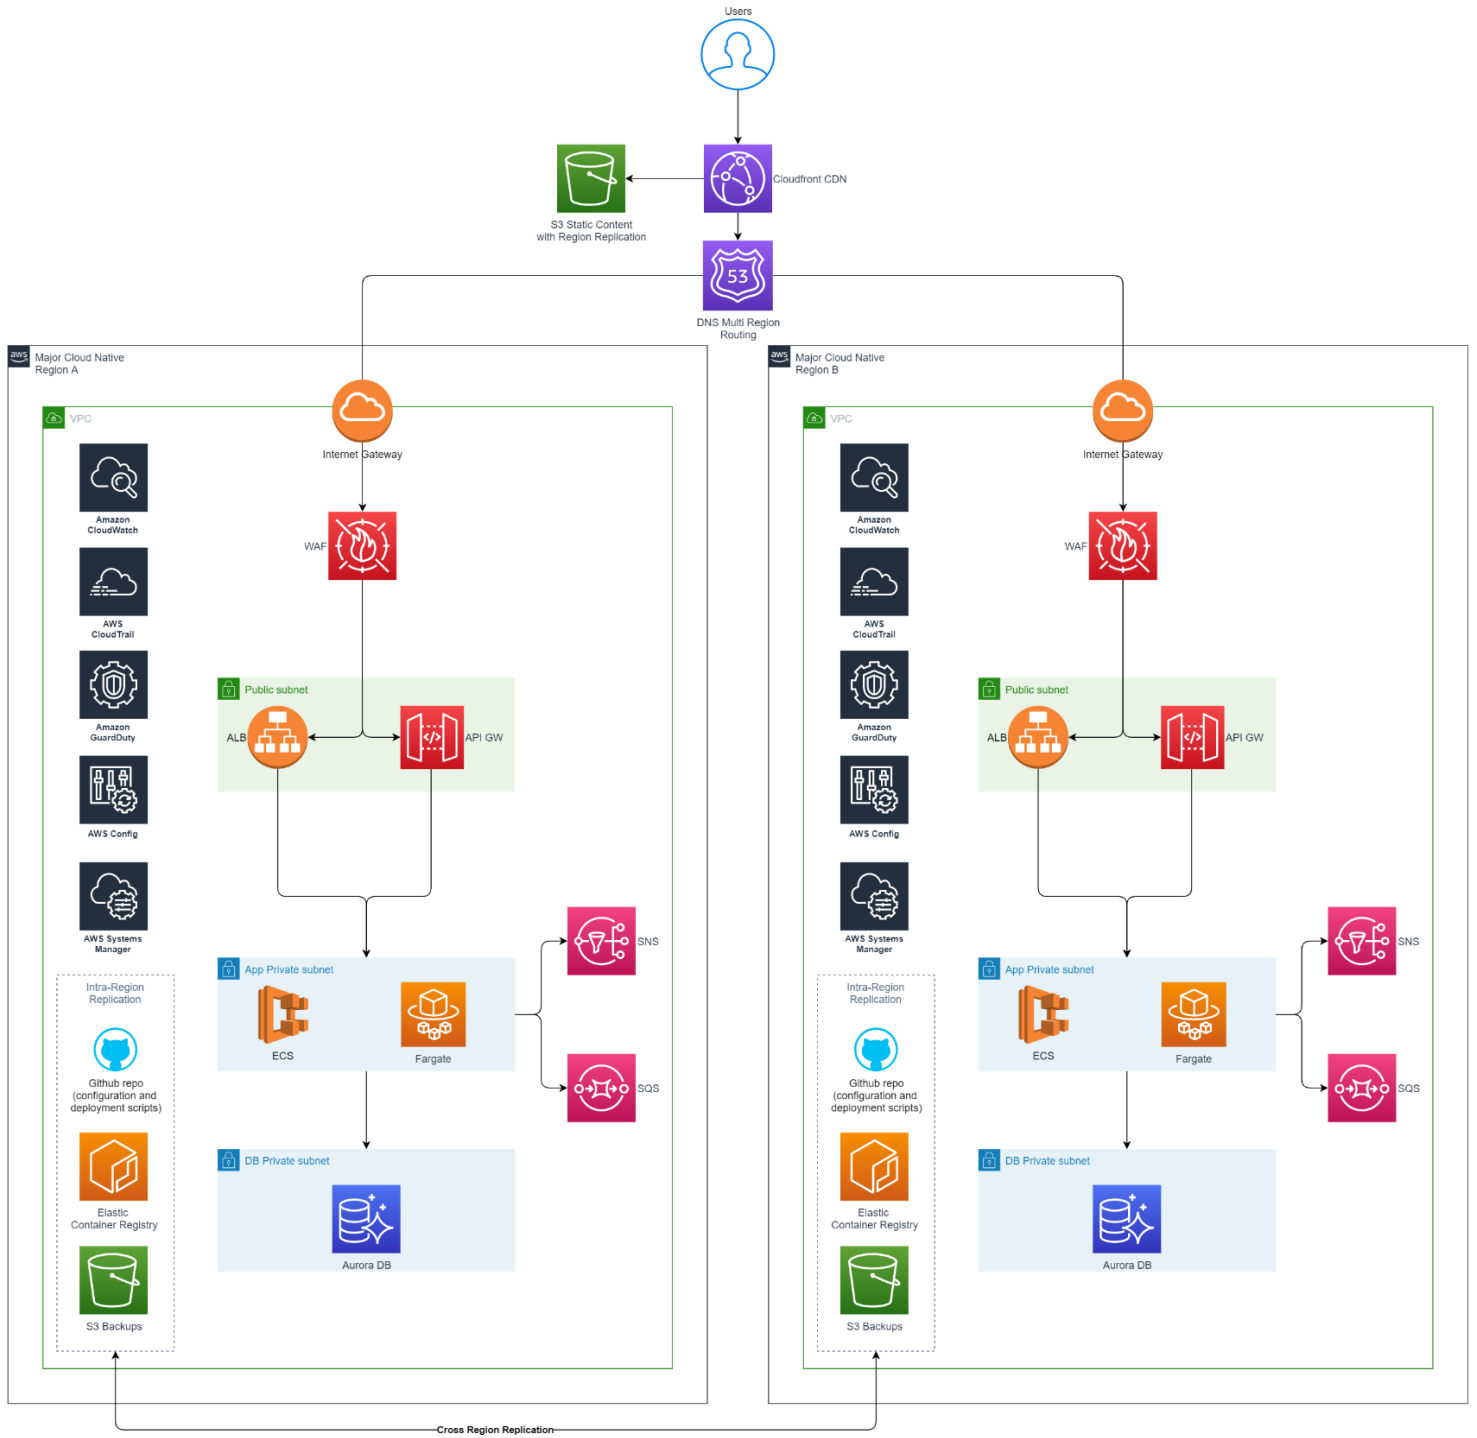 Users
Cloudfront CDN
S3 Static Content
with Region Replication
53
DNS Multi Region
Routing
aws
Major Cloud Native
Region A
VPC
Internet Gateway
Amazon
CloudWatch
WAF
AWS
CloudTrail
Amazon
GuardDuty
Public subnet
ALB
API GW
AWS Config
AWS Systems
Manager
SNS
App Private subnet
ECS
Fargate
SQS
Intra-Region
Replication
Github repo
(configuration and
deployment scripts)
Elastic
Container Registry
S3 Backups
DB Private subnet
Aurora DB
aws
Major Cloud Native
Region B
VPC
Internet Gateway
Amazon
CloudWatch
WAF
AWS
CloudTrail
Amazon
GuardDuty
Public subnet
ALB
API GW
AWS Config
AWS Systems
Manager
SNS
App Private subnet
ECS
Fargate
SQS
Intra-Region
Replication
Github repo
(configuration and
deployment scripts)
Elastic
Container Registry
S3 Backups
DB Private subnet
Aurora DB
Cross Region Replication